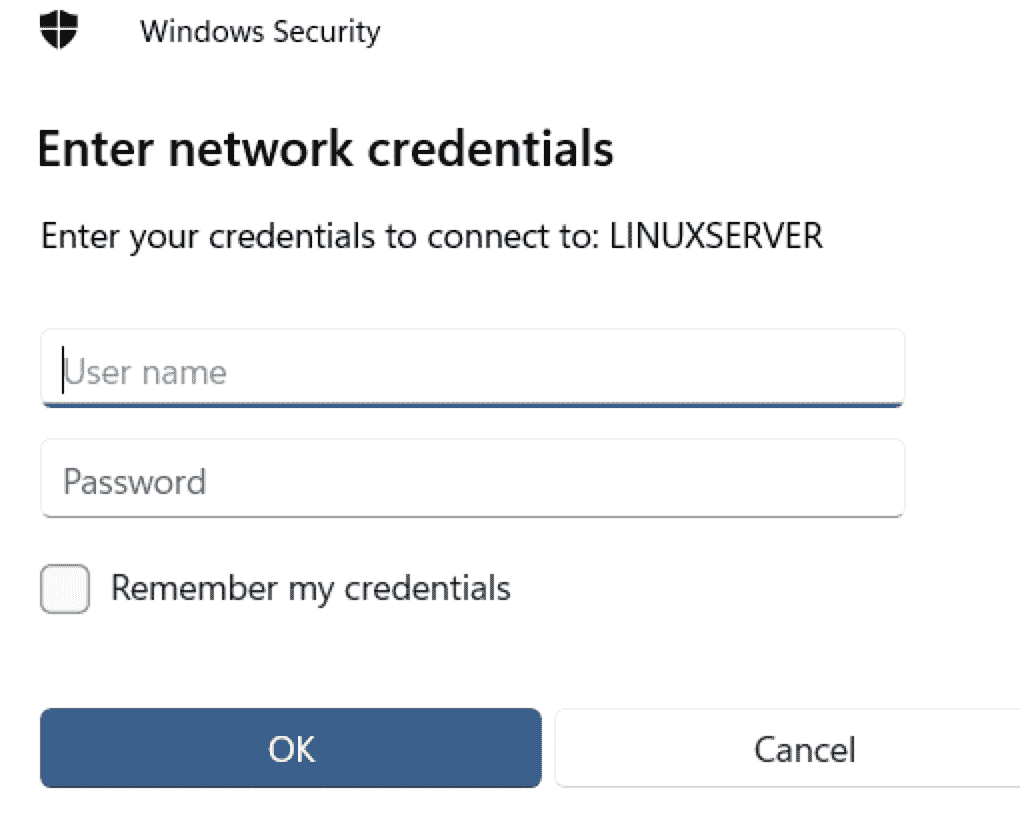 Windows Security
Enter network credentials
Enter your credentials to connect to: LINUXSERVER
User name
Password
Remember my credentials
OK
Cancel